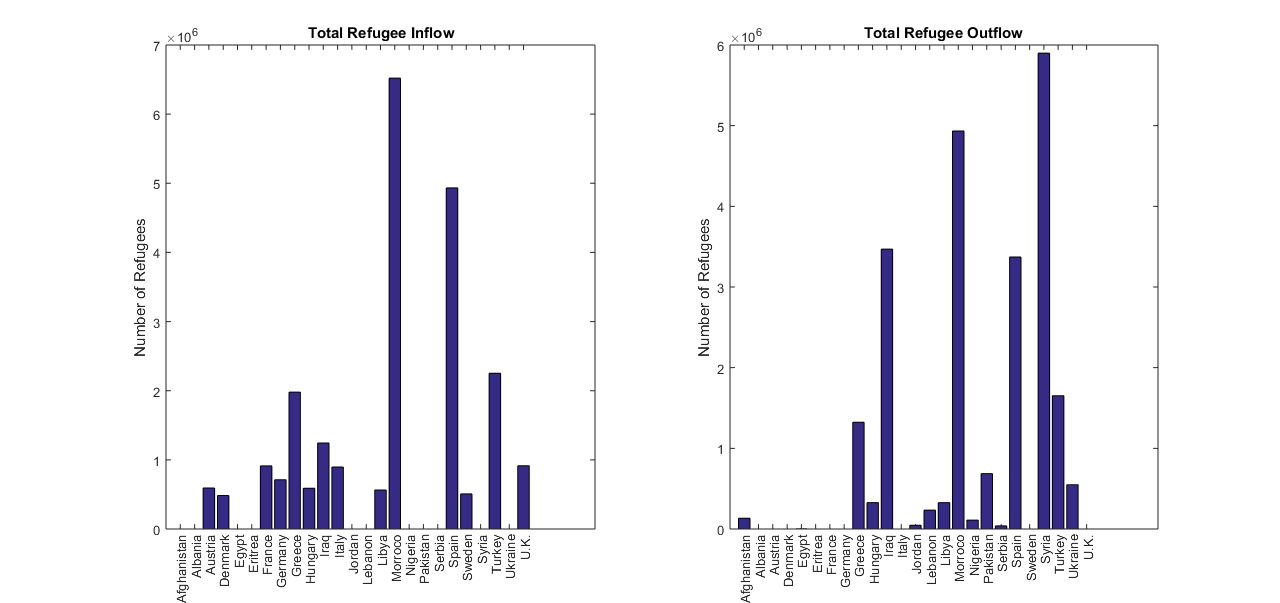 Total Refugee Inflow
×10^6
7
6
5
4
3
2
1
0
Number of Refugees
Afghanistan
Albania
Austria
Denmark
Egypt
Eritrea
France
Germany
Greece
Hungary
Iraq
Italy
Jordan
Lebanon
Libya
Moroco
Nigeria
Pakistan
Serbia
Spain
Sweden
Syria
Turkey
Ukraine
U.K.
Total Refugee Outflow
×10^6
6
5
4
3
2
1
0
Number of Refugees
Afghanistan
Albania
Austria
Denmark
Egypt
Eritrea
France
Germany
Greece
Hungary
Iraq
Italy
Jordan
Lebanon
Libya
Moroco
Nigeria
Pakistan
Serbia
Spain
Sweden
Syria
Turkey
Ukraine
U.K.